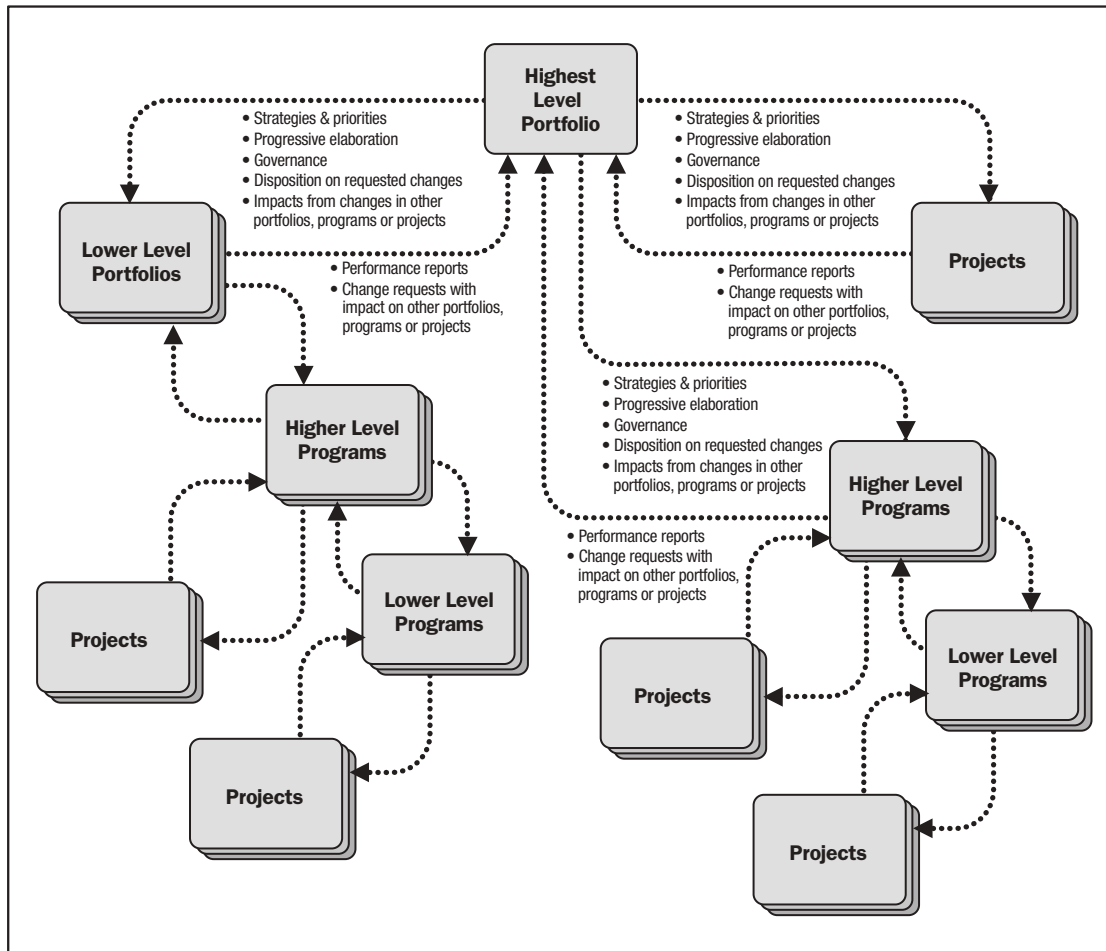 Highest
Level
Portfolio
• Strategies & priorities
• Progressive elaboration
• Governance
• Disposition on requested changes
• Impacts from changes in other
portfolios, programs or projects
• Strategies & priorities
• Progressive elaboration
• Governance
• Disposition on requested changes
• Impacts from changes in other
portfolios, programs or projects
Lower Level
Portfolios
Projects
• Performance reports
• Change requests with
impact on other portfolios,
programs or projects
• Performance reports
• Change requests with
impact on other portfolios,
programs or projects
• Strategies & priorities
• Progressive elaboration
• Governance
• Disposition on requested changes
• Impacts from changes in other
portfolios, programs or projects
Higher Level
Programs
Higher Level
Programs
• Performance reports
• Change requests with
impact on other portfolios,
programs or projects
Lower Level
Programs
Projects
Lower Level
Programs
Projects
Projects
Projects